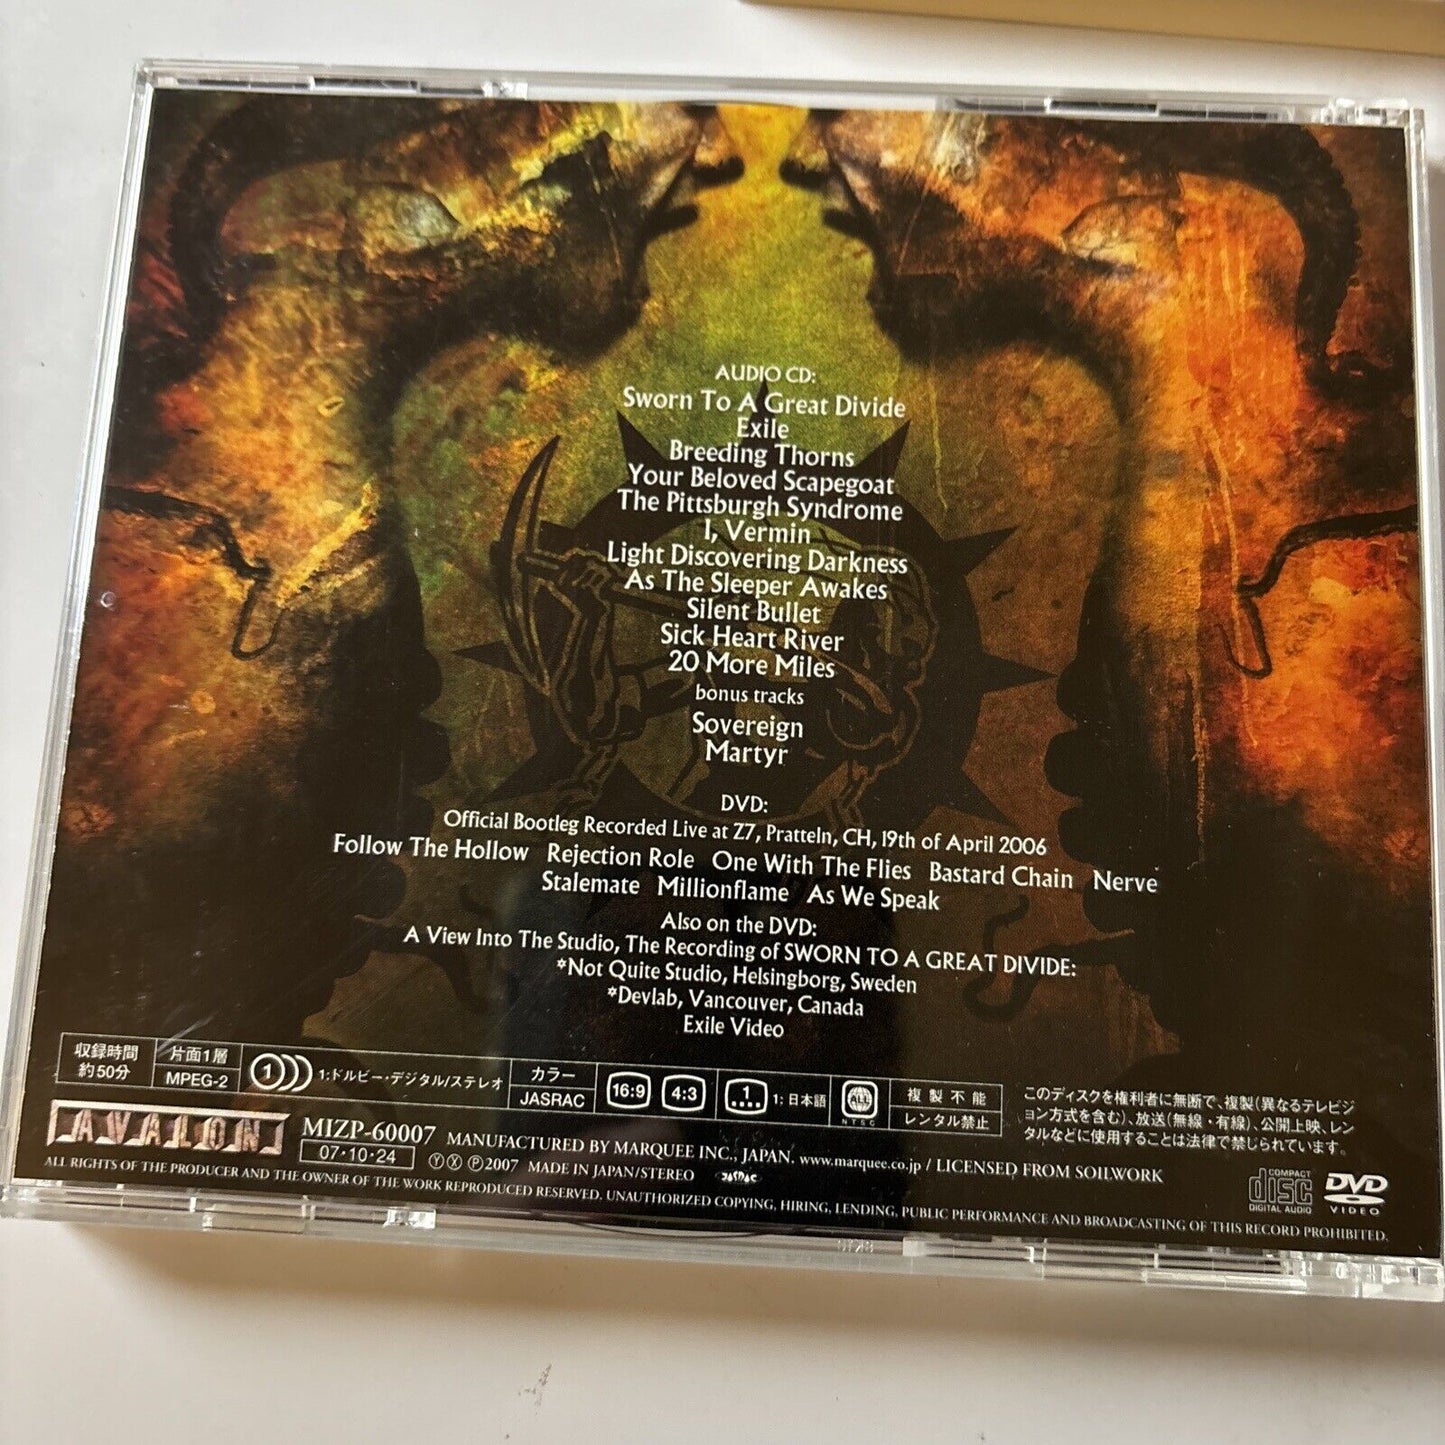 AUDIO CD:
Sworn To A Great Divide
Exile
Breeding Thorns
Your Beloved Scapegoat
The Pittsburgh Syndrome
I, Vermin
Light Discovering Darkness
As The Sleeper Awakes
Silent Bullet
Sick Heart River
20 More Miles
bonus tracks
Sovereign
Martyr
DVD:
Official Bootleg Recorded Live at Z7, Pratteln, CH, 19th of April 2006
Follow The Hollow Rejection Role One With The Flies Bastard Chain Nerve
Stalemate Millionflame As We Speak
Also on the DVD:
A View Into The Studio, The Recording of SWORN TO A GREAT DIVIDE:
*Not Quite Studio, Helsingborg, Sweden
*Devlab, Vancouver, Canada
Exile Video
収録時間
約50分
片面1層
MPEG-2
1
1:ドルビー・デジタル/ステレオ
カラー
JASRAC
16:9
4:3
1
1:日本語
ALL
NTSC
複製不能
レンタル禁止
このディスクを権利者に無断で、複製(異なるテレビジ
ョン方式を含む)、放送(無線・有線)、公開上映、レン
タルなどに使用することは法律で禁じられています。
AVALON
MIZP-60007
07・10・24
MANUFACTURED BY MARQUEE INC., JAPAN. www.marquee.co.jp / LICENSED FROM SOILWORK
Ⓨ Ⓧ ℗2007 MADE IN JAPAN/STEREO
JASRAC
COMPACT
disc
DIGITAL AUDIO
DVD
VIDEO
ALL RIGHTS OF THE PRODUCER AND THE OWNER OF THE WORK REPRODUCED RESERVED. UNAUTHORIZED COPYING, HIRING, LENDING, PUBLIC PERFORMANCE AND BROADCASTING OF THIS RECORD PROHIBITED.